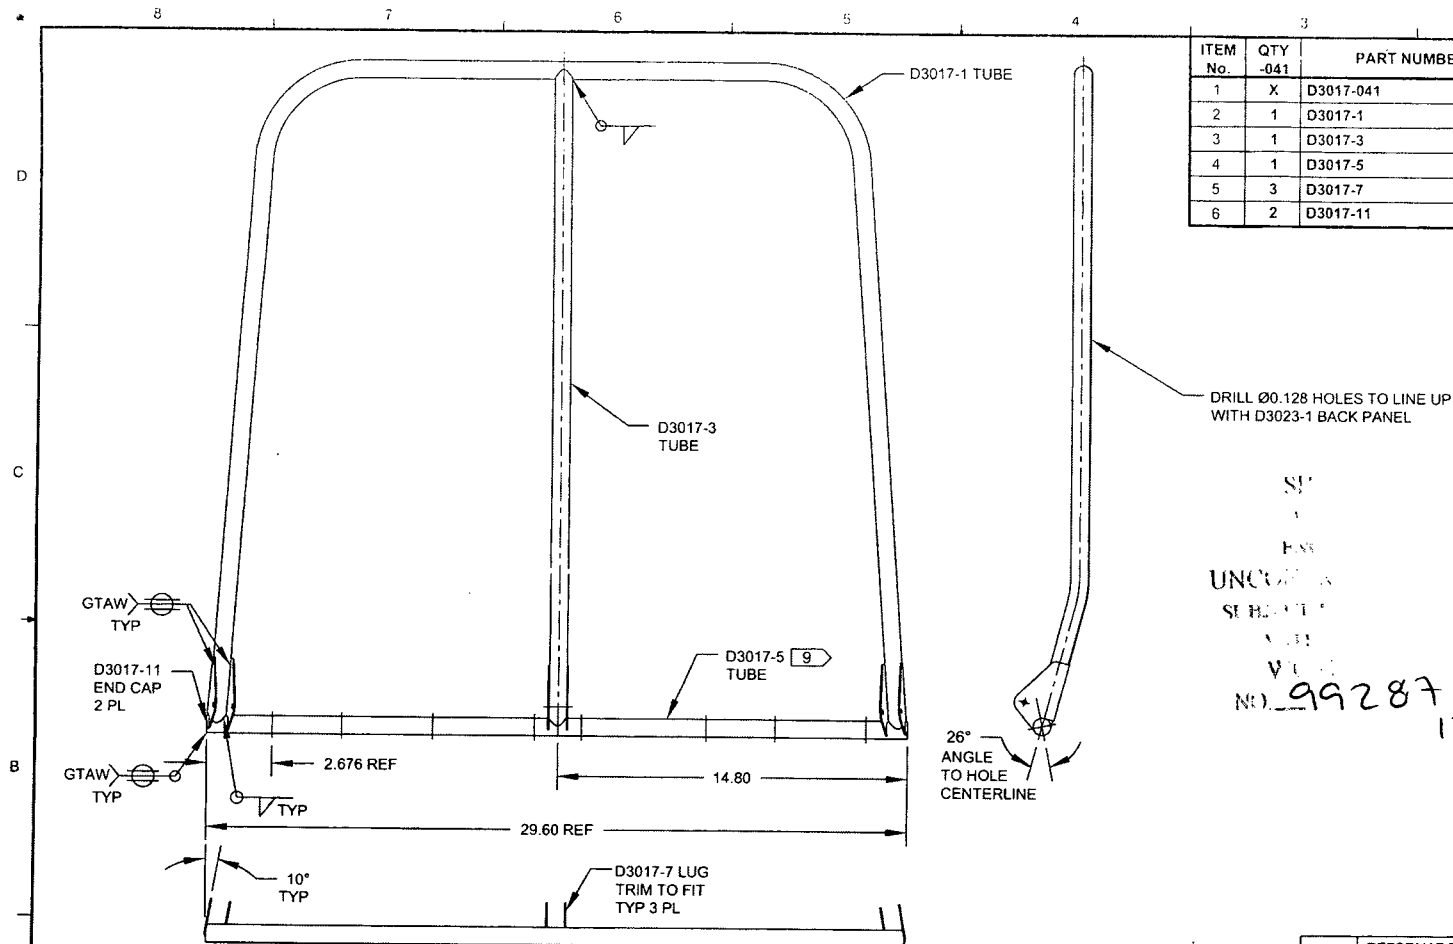 8 7 6 5 4 3
ITEM No. QTY -041 PART NUMBE
1 X D3017-041
2 1 D3017-1
3 1 D3017-3
4 1 D3017-5
5 3 D3017-7
6 2 D3017-11
D3017-1 TUBE
D
DRILL Ø0.128 HOLES TO LINE UP
WITH D3023-1 BACK PANEL
D3017-3
TUBE
C
GTAW
TYP
D3017-11
END CAP
2 PL
D3017-5 9
TUBE
NO. 99287
B
GTAW
TYP
2.676 REF
14.80
26°
ANGLE
TO HOLE
CENTERLINE
TYP
29.60 REF
10°
TYP
D3017-7 LUG
TRIM TO FIT
TYP 3 PL